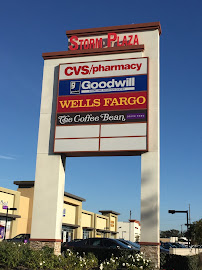 Storm Plaza
CVS/pharmacy
Goodwill
WELLS FARGO
The Coffee Bean